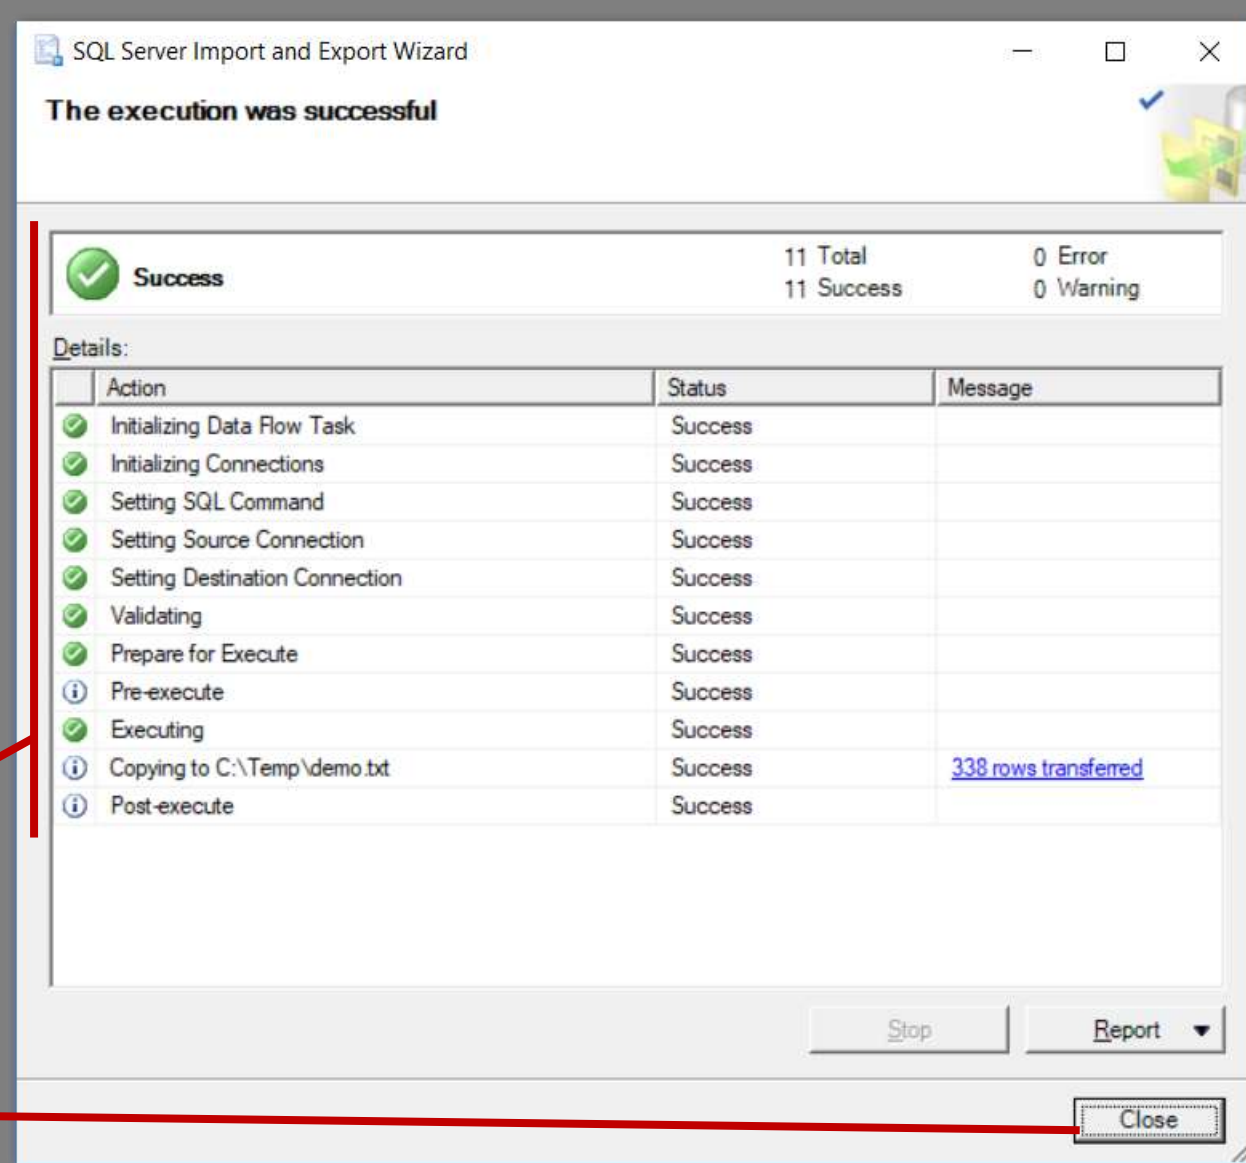 SQL Server Import and Export Wizard
The execution was successful
Success
11 Total 0 Error
11 Success 0 Warning
Details:
Action Status Message
Initializing Data Flow Task Success
Initializing Connections Success
Setting SQL Command Success
Setting Source Connection Success
Setting Destination Connection Success
Validating Success
Prepare for Execute Success
Pre-execute Success
Executing Success
Copying to C:\Temp\demo.txt Success 338 rows transferred
Post-execute Success
Stop Report
Close